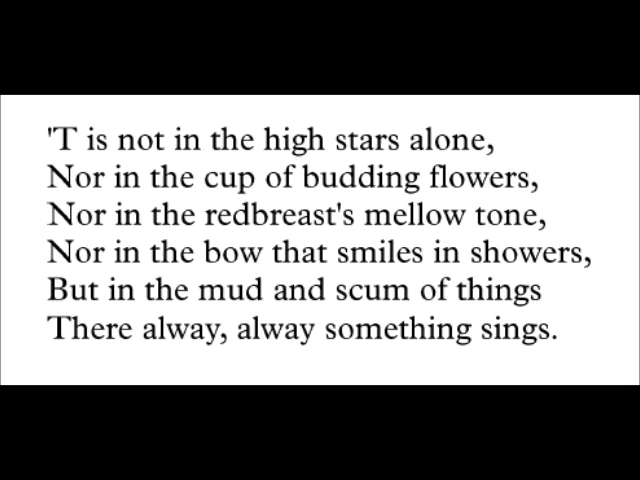 'T is not in the high stars alone,
Nor in the cup of budding flowers,
Nor in the redbreast's mellow tone,
Nor in the bow that smiles in showers,
But in the mud and scum of things
There alway, alway something sings.